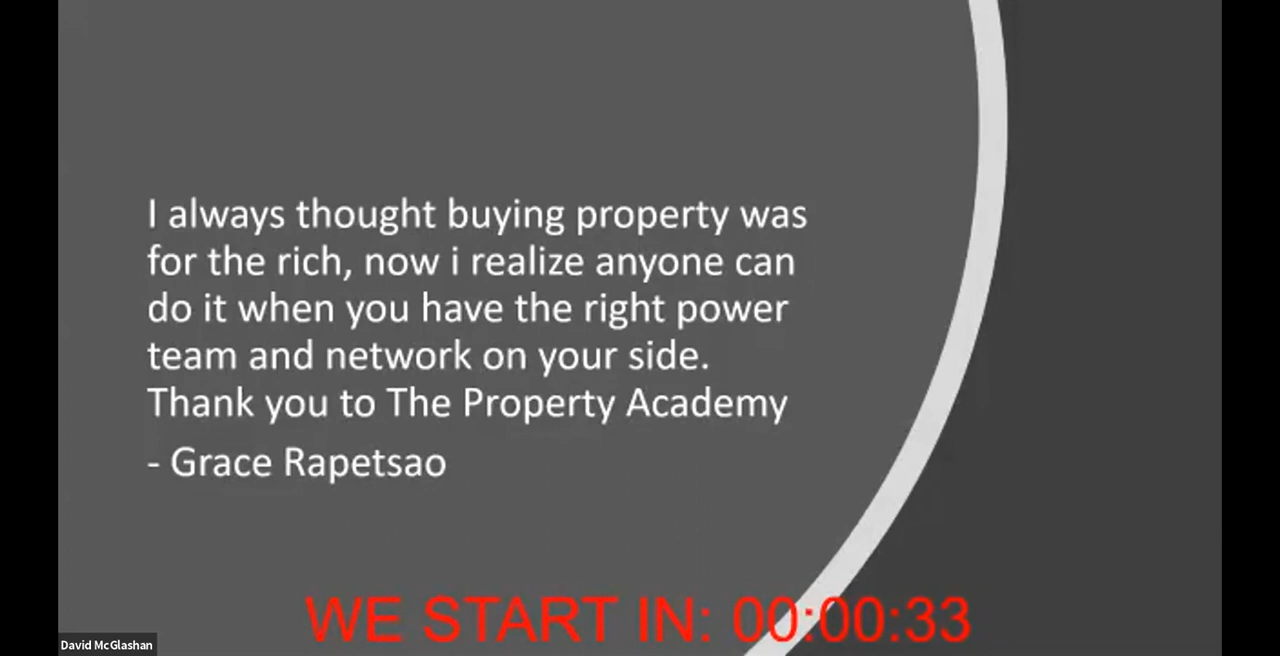 I always thought buying property was
for the rich, now i realize anyone can
do it when you have the right power
team and network on your side.
Thank you to The Property Academy
- Grace Rapetsao
WE START IN: 00:00:33
David McGlashan